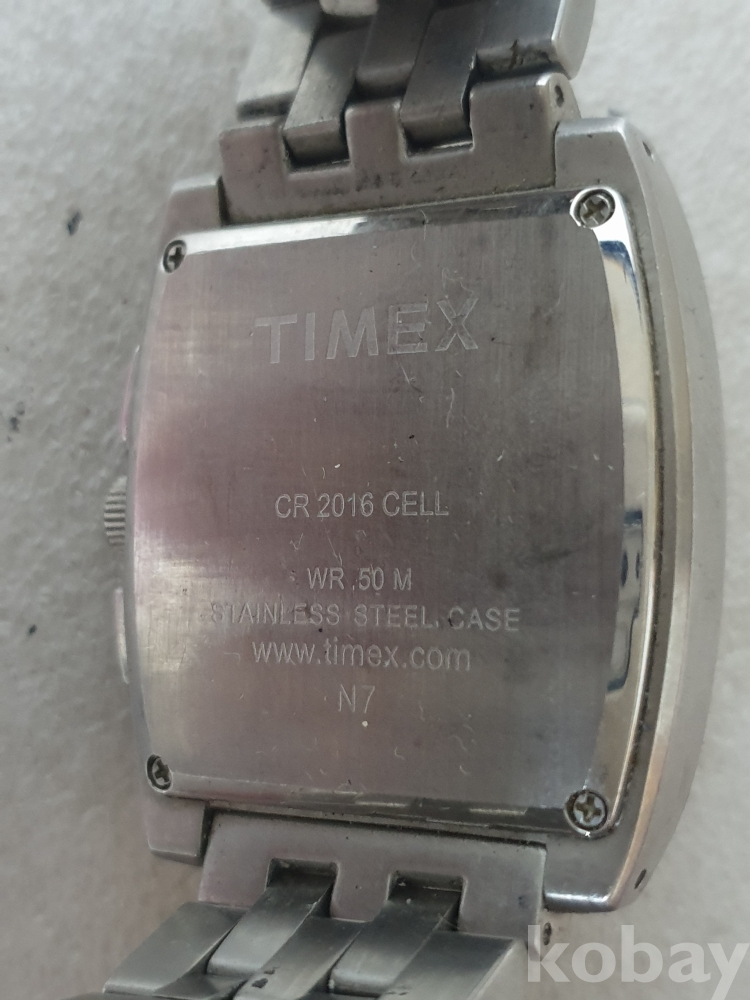 TIMEX
CR 2016 CELL
WR 50 M
STAINLESS STEEL CASE
www.timex.com
N7
kobay